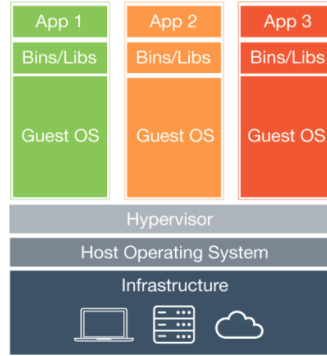 App 1
App 2
App 3
Bins/Libs
Bins/Libs
Bins/Libs
Guest OS
Guest OS
Guest OS
Hypervisor
Host Operating System
Infrastructure